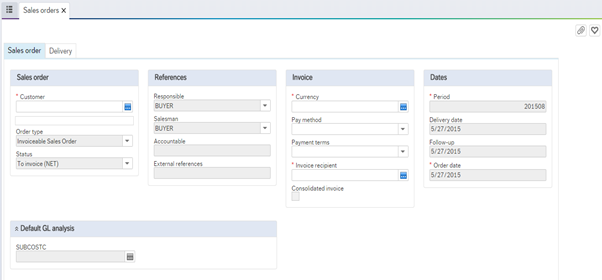 Sales orders X
Sales order
Delivery
Sales order
* Customer
Order type
Invoiceable Sales Order
Status
To invoice (NET)
References
Responsible
BUYER
Salesman
BUYER
Accountable
External references
Invoice
* Currency
Pay method
Payment terms
* Invoice recipient
Consolidated invoice
Dates
* Period
201508
Delivery date
5/27/2015
Follow-up
5/27/2015
* Order date
5/27/2015
Default GL analysis
SUBCOSTC